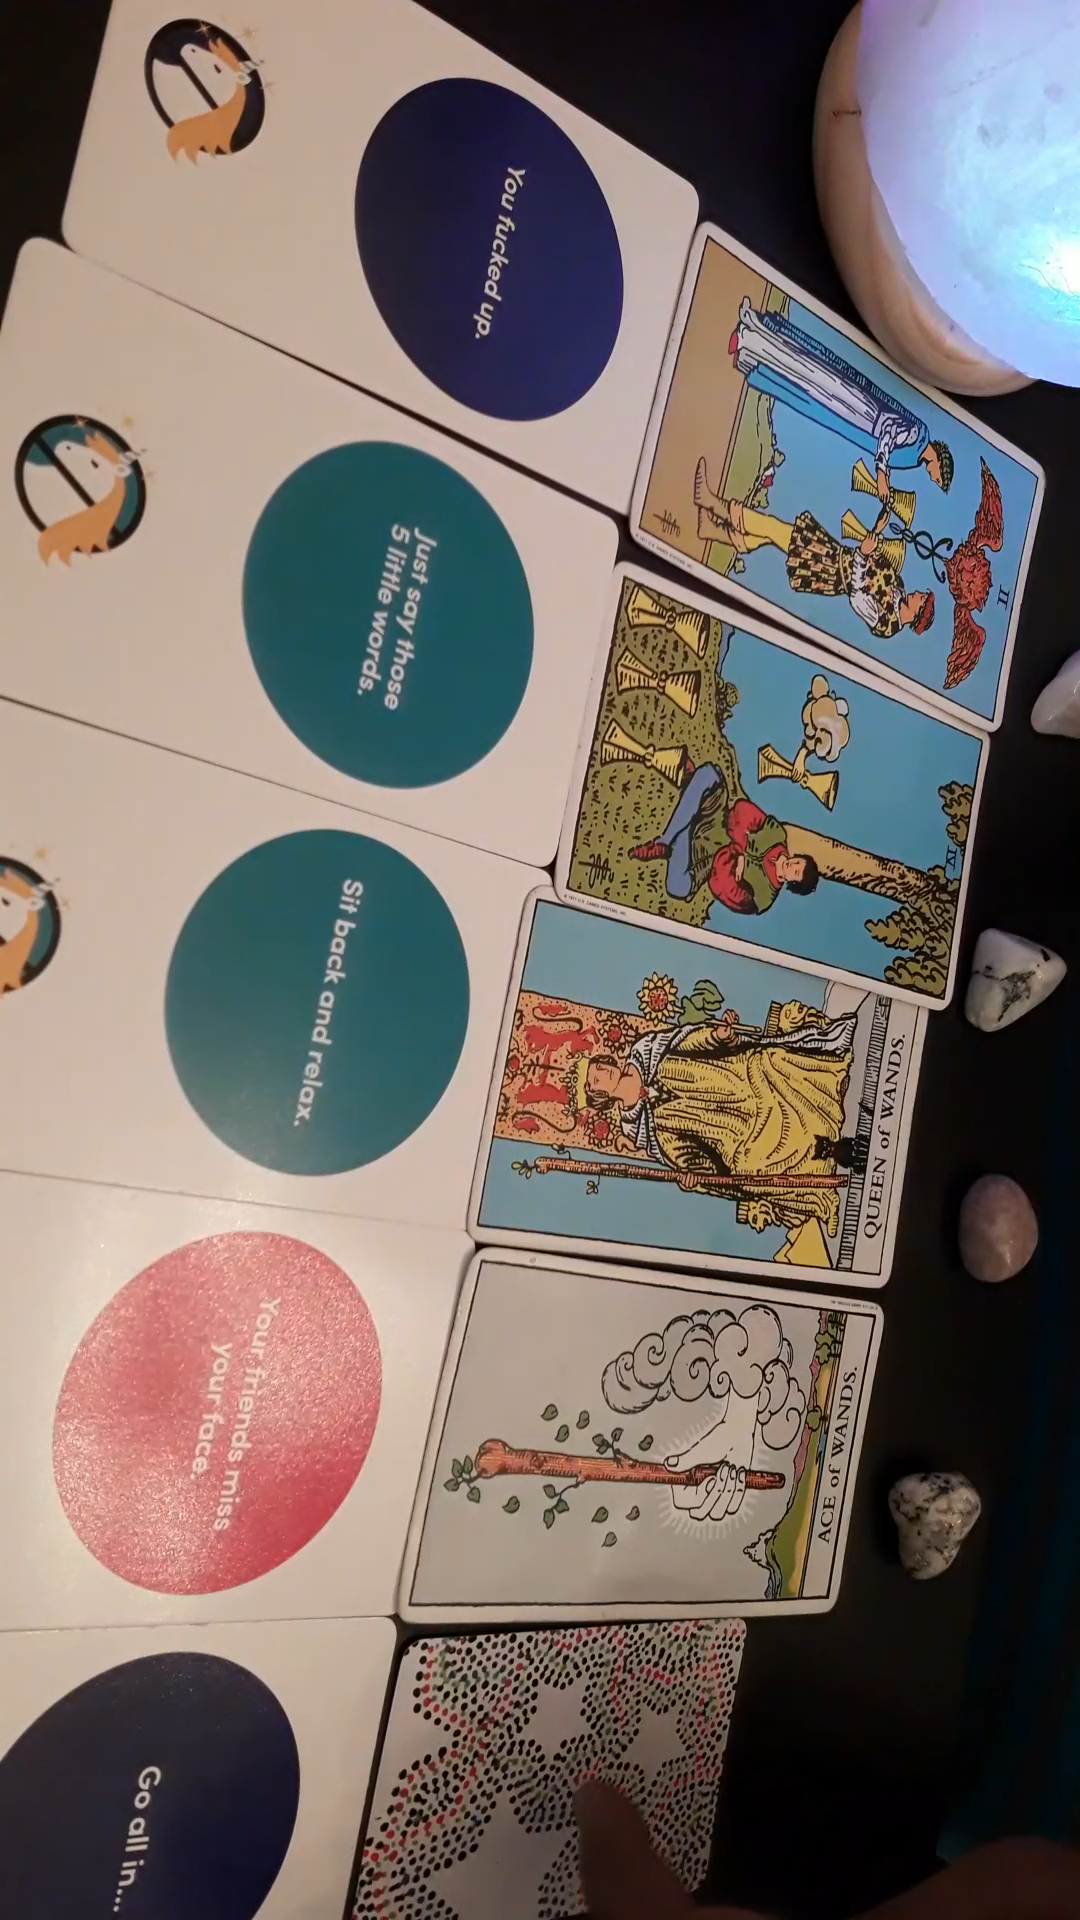 You fucked up.
Just say those
5 little words.
Sit back and relax.
Your friends miss
your face.
Go all in....
II
IV
QUEEN of WANDS.
ACE of WANDS.